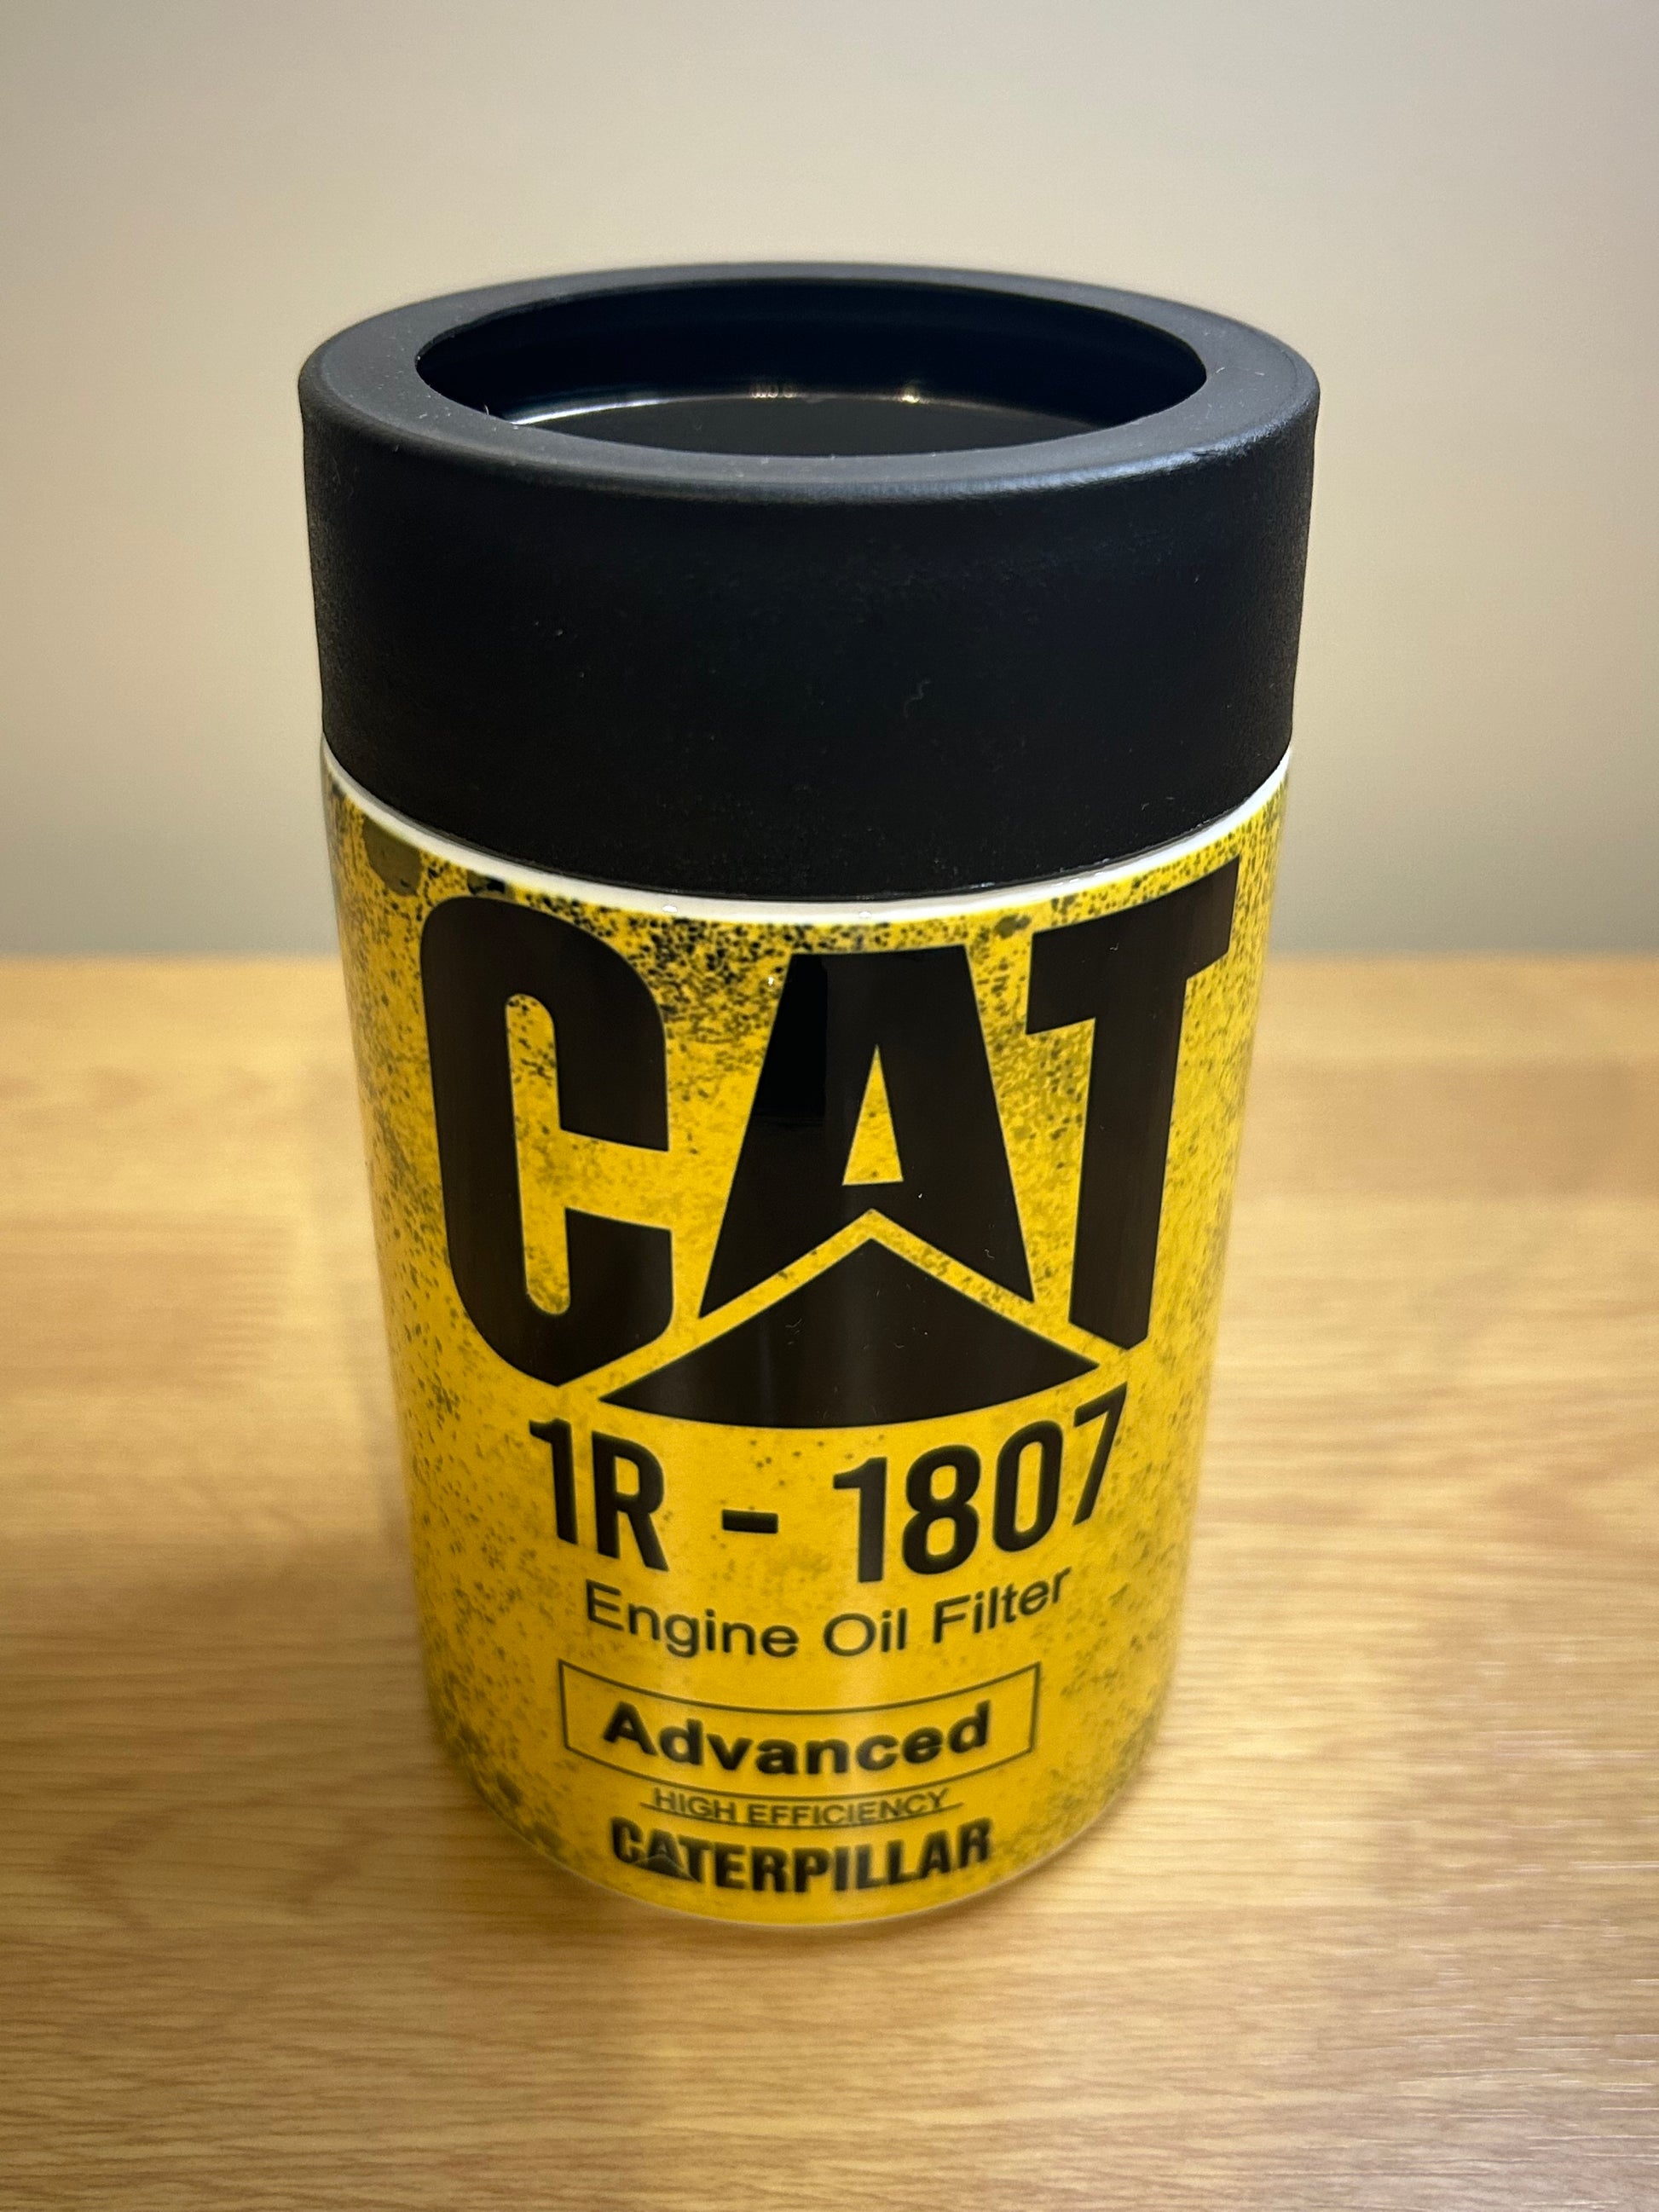 CAT
1R - 1807
Engine Oil Filter
Advanced
HIGH EFFICIENCY
CATERPILLAR